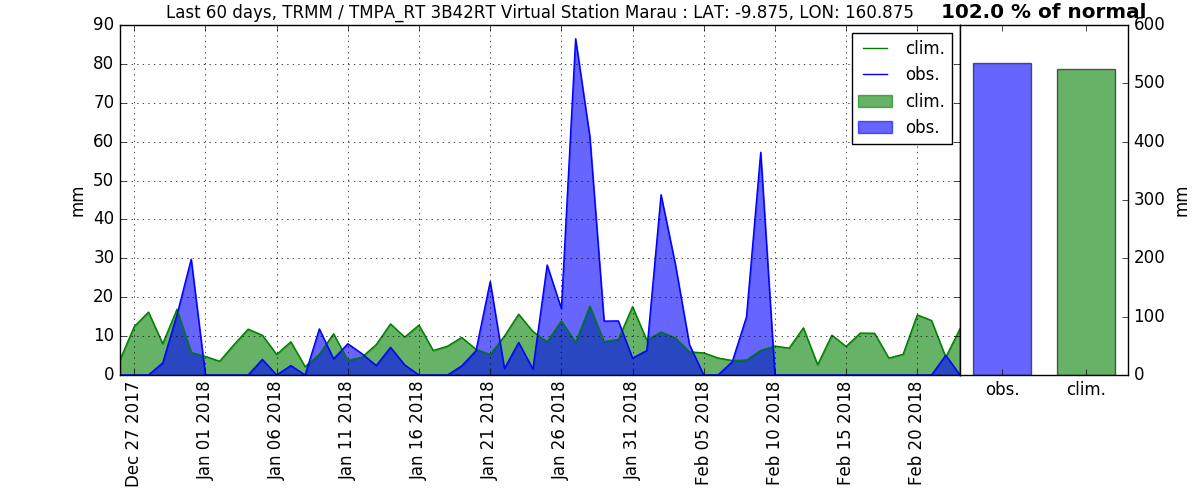 Last 60 days, TRMM / TMPA_RT 3B42RT Virtual Station Marau : LAT: -9.875, LON: 160.875
102.0 % of normal
90
80
70
60
50
40
30
20
10
0
mm
clim.
obs.
clim.
obs.
Dec 27 2017
Jan 01 2018
Jan 06 2018
Jan 11 2018
Jan 16 2018
Jan 21 2018
Jan 26 2018
Jan 31 2018
Feb 05 2018
Feb 10 2018
Feb 15 2018
Feb 20 2018
600
500
400
300
200
100
0
mm
obs.
clim.